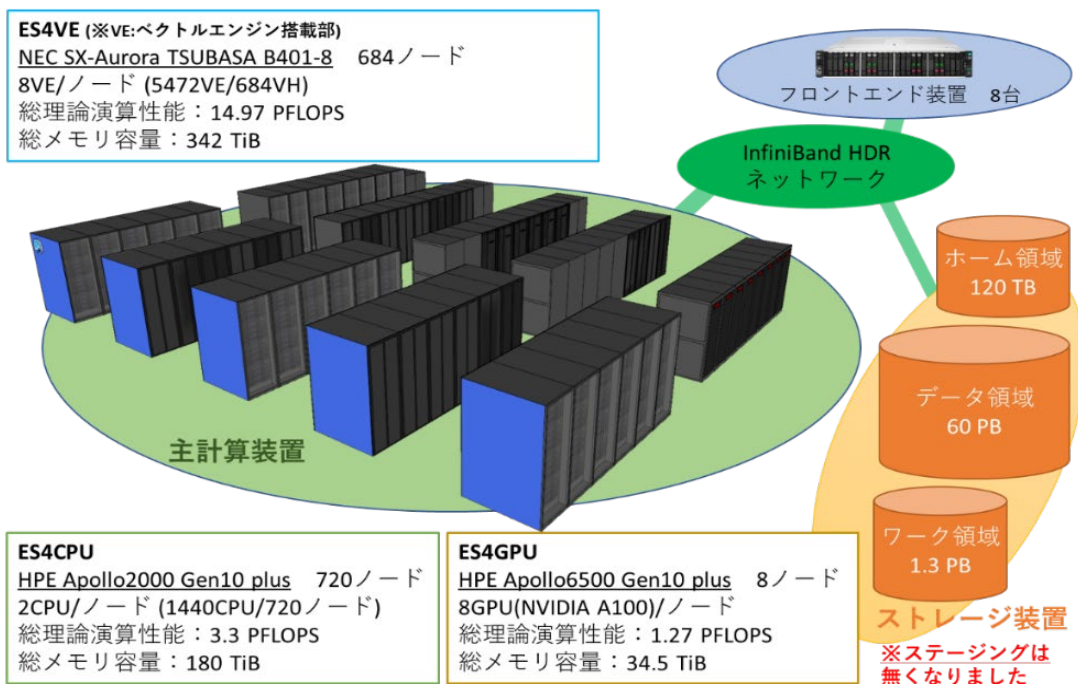 ES4VE (※VE:ベクトルエンジン搭載部)
NEC SX-Aurora TSUBASA B401-8 684ノード
8VE/ノード (5472VE/684VH)
総理論演算性能：14.97 PFLOPS
総メモリ容量：342 TiB
フロントエンド装置 8台
InfiniBand HDR
ネットワーク
ホーム領域
120 TB
データ領域
60 PB
ワーク領域
1.3 PB
ストレージ装置
※ステージングは
無くなりました
主計算装置
ES4CPU
HPE Apollo2000 Gen10 plus 720ノード
2CPU/ノード (1440CPU/720ノード)
総理論演算性能：3.3 PFLOPS
総メモリ容量：180 TiB
ES4GPU
HPE Apollo6500 Gen10 plus 8ノード
8GPU(NVIDIA A100)/ノード
総理論演算性能：1.27 PFLOPS
総メモリ容量：34.5 TiB